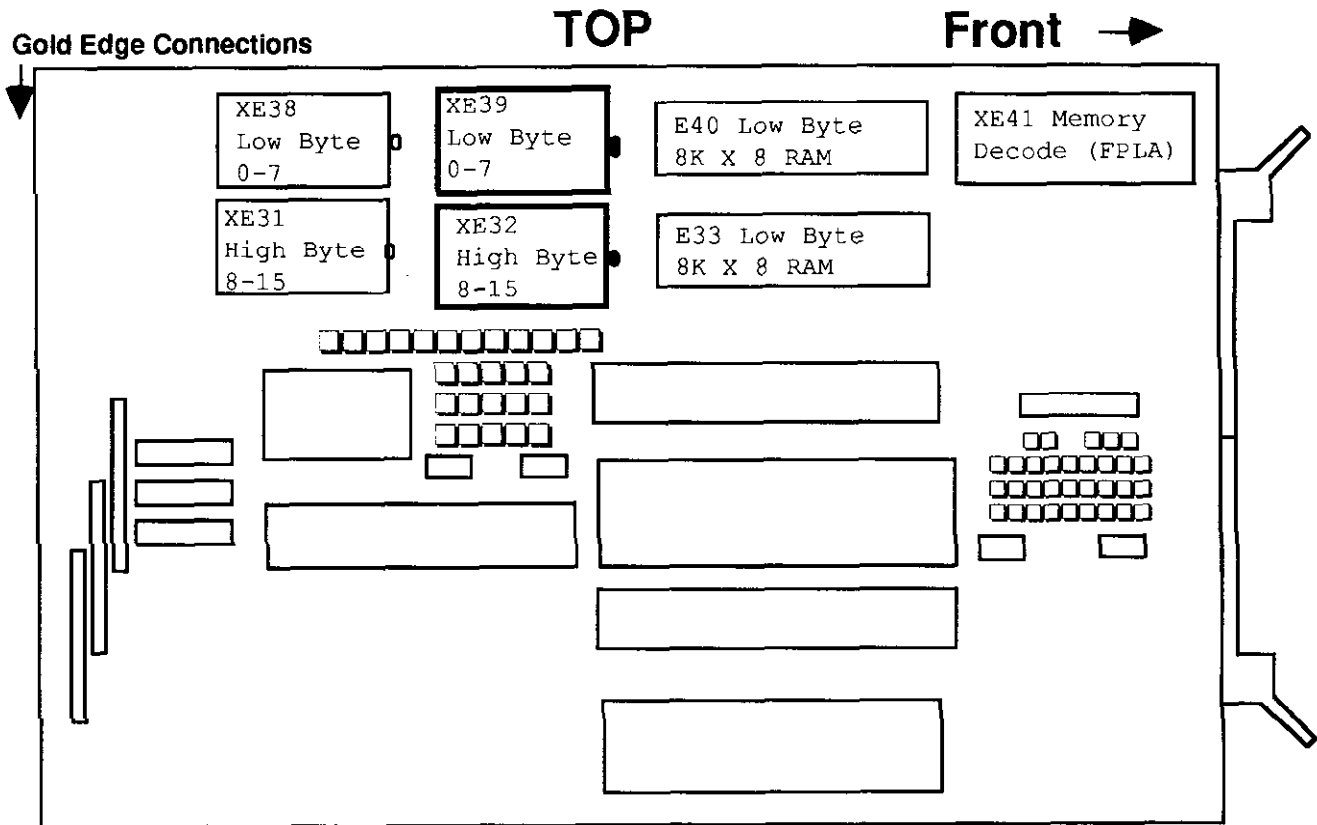 TOP
Front
Gold Edge Connections
XE38
Low Byte
0-7
XE39
Low Byte
0-7
E40 Low Byte
8K X 8 RAM
XE41 Memory
Decode (FPLA)
XE31
High Byte
8-15
XE32
High Byte
8-15
E33 Low Byte
8K X 8 RAM